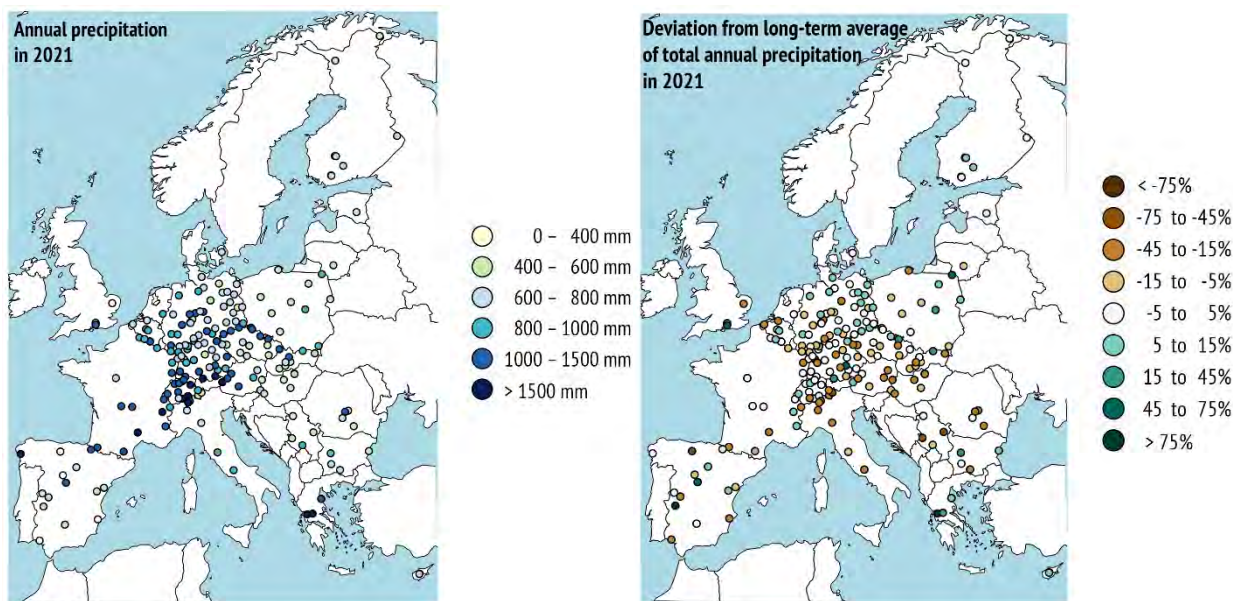 Annual precipitation
in 2021
0 – 400 mm
400 – 600 mm
600 – 800 mm
800 – 1000 mm
1000 – 1500 mm
> 1500 mm
Deviation from long-term average
of total annual precipitation
in 2021
< -75%
-75 to -45%
-45 to -15%
-15 to -5%
-5 to 5%
5 to 15%
15 to 45%
45 to 75%
> 75%